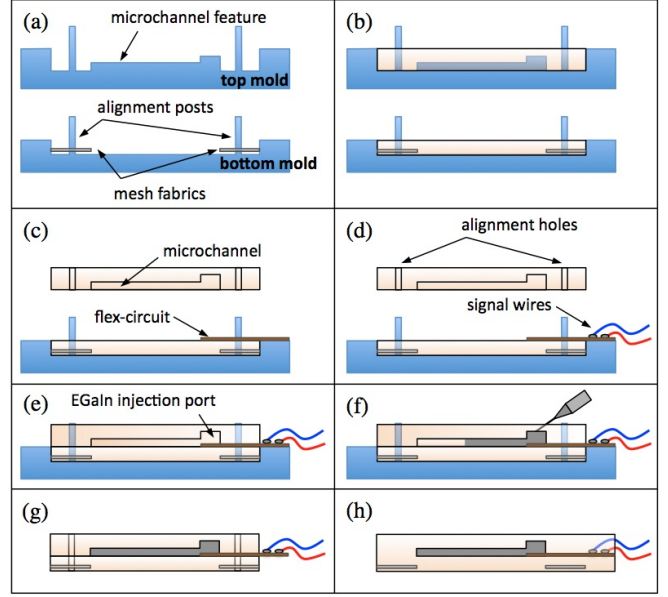 (a)
microchannel feature
top mold
alignment posts
bottom mold
mesh fabrics
(b)
(c)
microchannel
flex-circuit
(d)
alignment holes
signal wires
(e)
EGaIn injection port
(f)
(g)
(h)